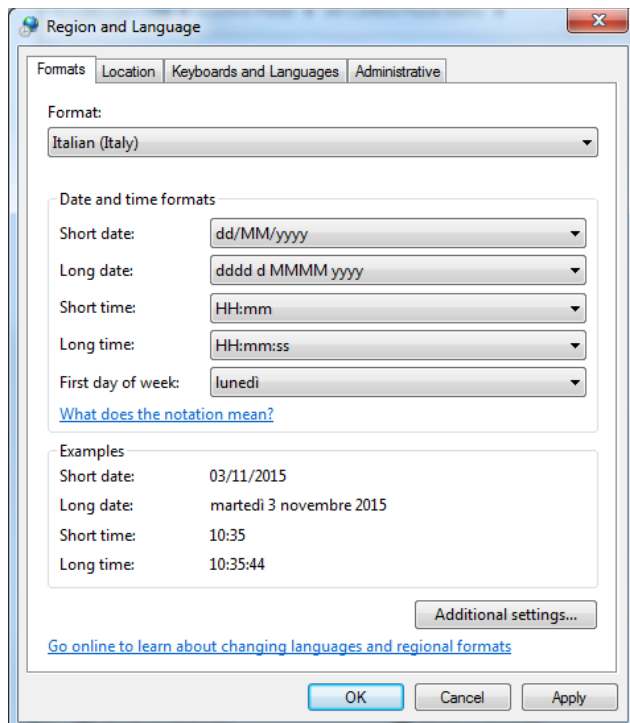 Region and Language
Formats Location Keyboards and Languages Administrative
Format:
Italian (Italy)
Date and time formats
Short date: dd/MM/yyyy
Long date: dddd d MMMM yyyy
Short time: HH:mm
Long time: HH:mm:ss
First day of week: lunedì
What does the notation mean?
Examples
Short date: 03/11/2015
Long date: martedì 3 novembre 2015
Short time: 10:35
Long time: 10:35:44
Additional settings...
Go online to learn about changing languages and regional formats
OK Cancel Apply